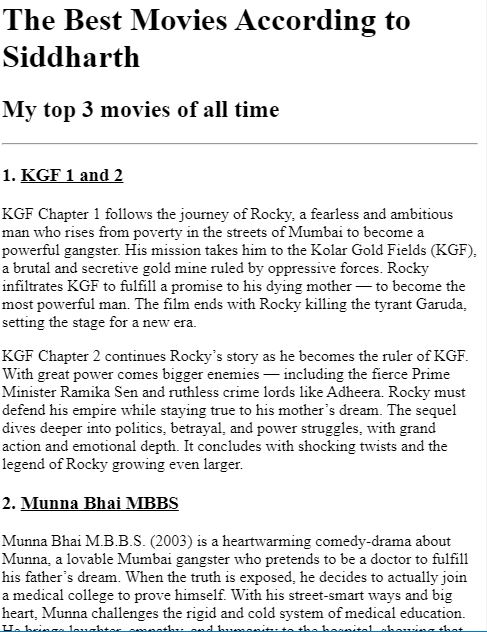 The Best Movies According to
Siddharth
My top 3 movies of all time
1. KGF 1 and 2
KGF Chapter 1 follows the journey of Rocky, a fearless and ambitious
man who rises from poverty in the streets of Mumbai to become a
powerful gangster. His mission takes him to the Kolar Gold Fields (KGF),
a brutal and secretive gold mine ruled by oppressive forces. Rocky
infiltrates KGF to fulfill a promise to his dying mother — to become the
most powerful man. The film ends with Rocky killing the tyrant Garuda,
setting the stage for a new era.
KGF Chapter 2 continues Rocky’s story as he becomes the ruler of KGF.
With great power comes bigger enemies — including the fierce Prime
Minister Ramika Sen and ruthless crime lords like Adheera. Rocky must
defend his empire while staying true to his mother’s dream. The sequel
dives deeper into politics, betrayal, and power struggles, with grand
action and emotional depth. It concludes with shocking twists and the
legend of Rocky growing even larger.
2. Munna Bhai MBBS
Munna Bhai M.B.B.S. (2003) is a heartwarming comedy-drama about
Munna, a lovable Mumbai gangster who pretends to be a doctor to fulfill
his father’s dream. When the truth is exposed, he decides to actually join
a medical college to prove himself. With his street-smart ways and big
heart, Munna challenges the rigid and cold system of medical education.
He brings laughter, empathy, and humanity to the hospital, showing that